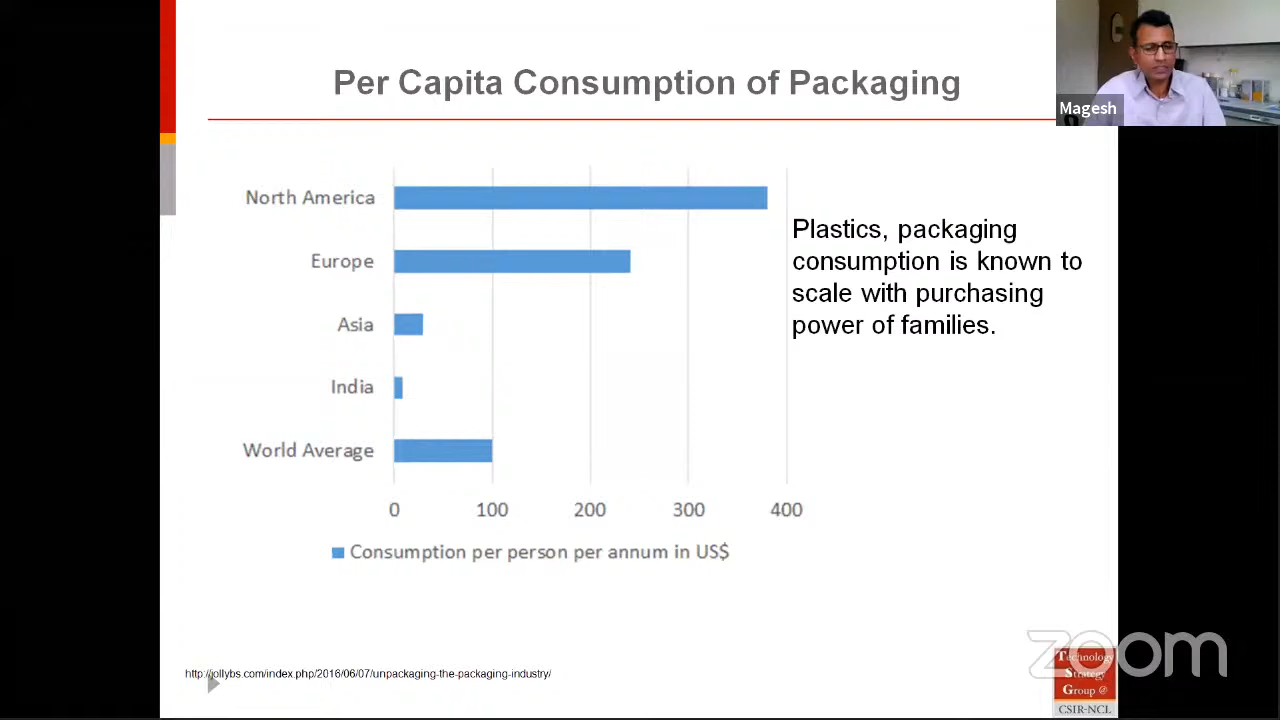 Per Capita Consumption of Packaging
Magesh
North America
Europe
Asia
India
World Average
0 100 200 300 400
Consumption per person per annum in US$
Plastics, packaging
consumption is known to
scale with purchasing
power of families.
http://jollybs.com/index.php/2016/06/07/unpackaging-the-packaging-industry/
zoom
Technology
Strategy
Group @
CSIR-NCL